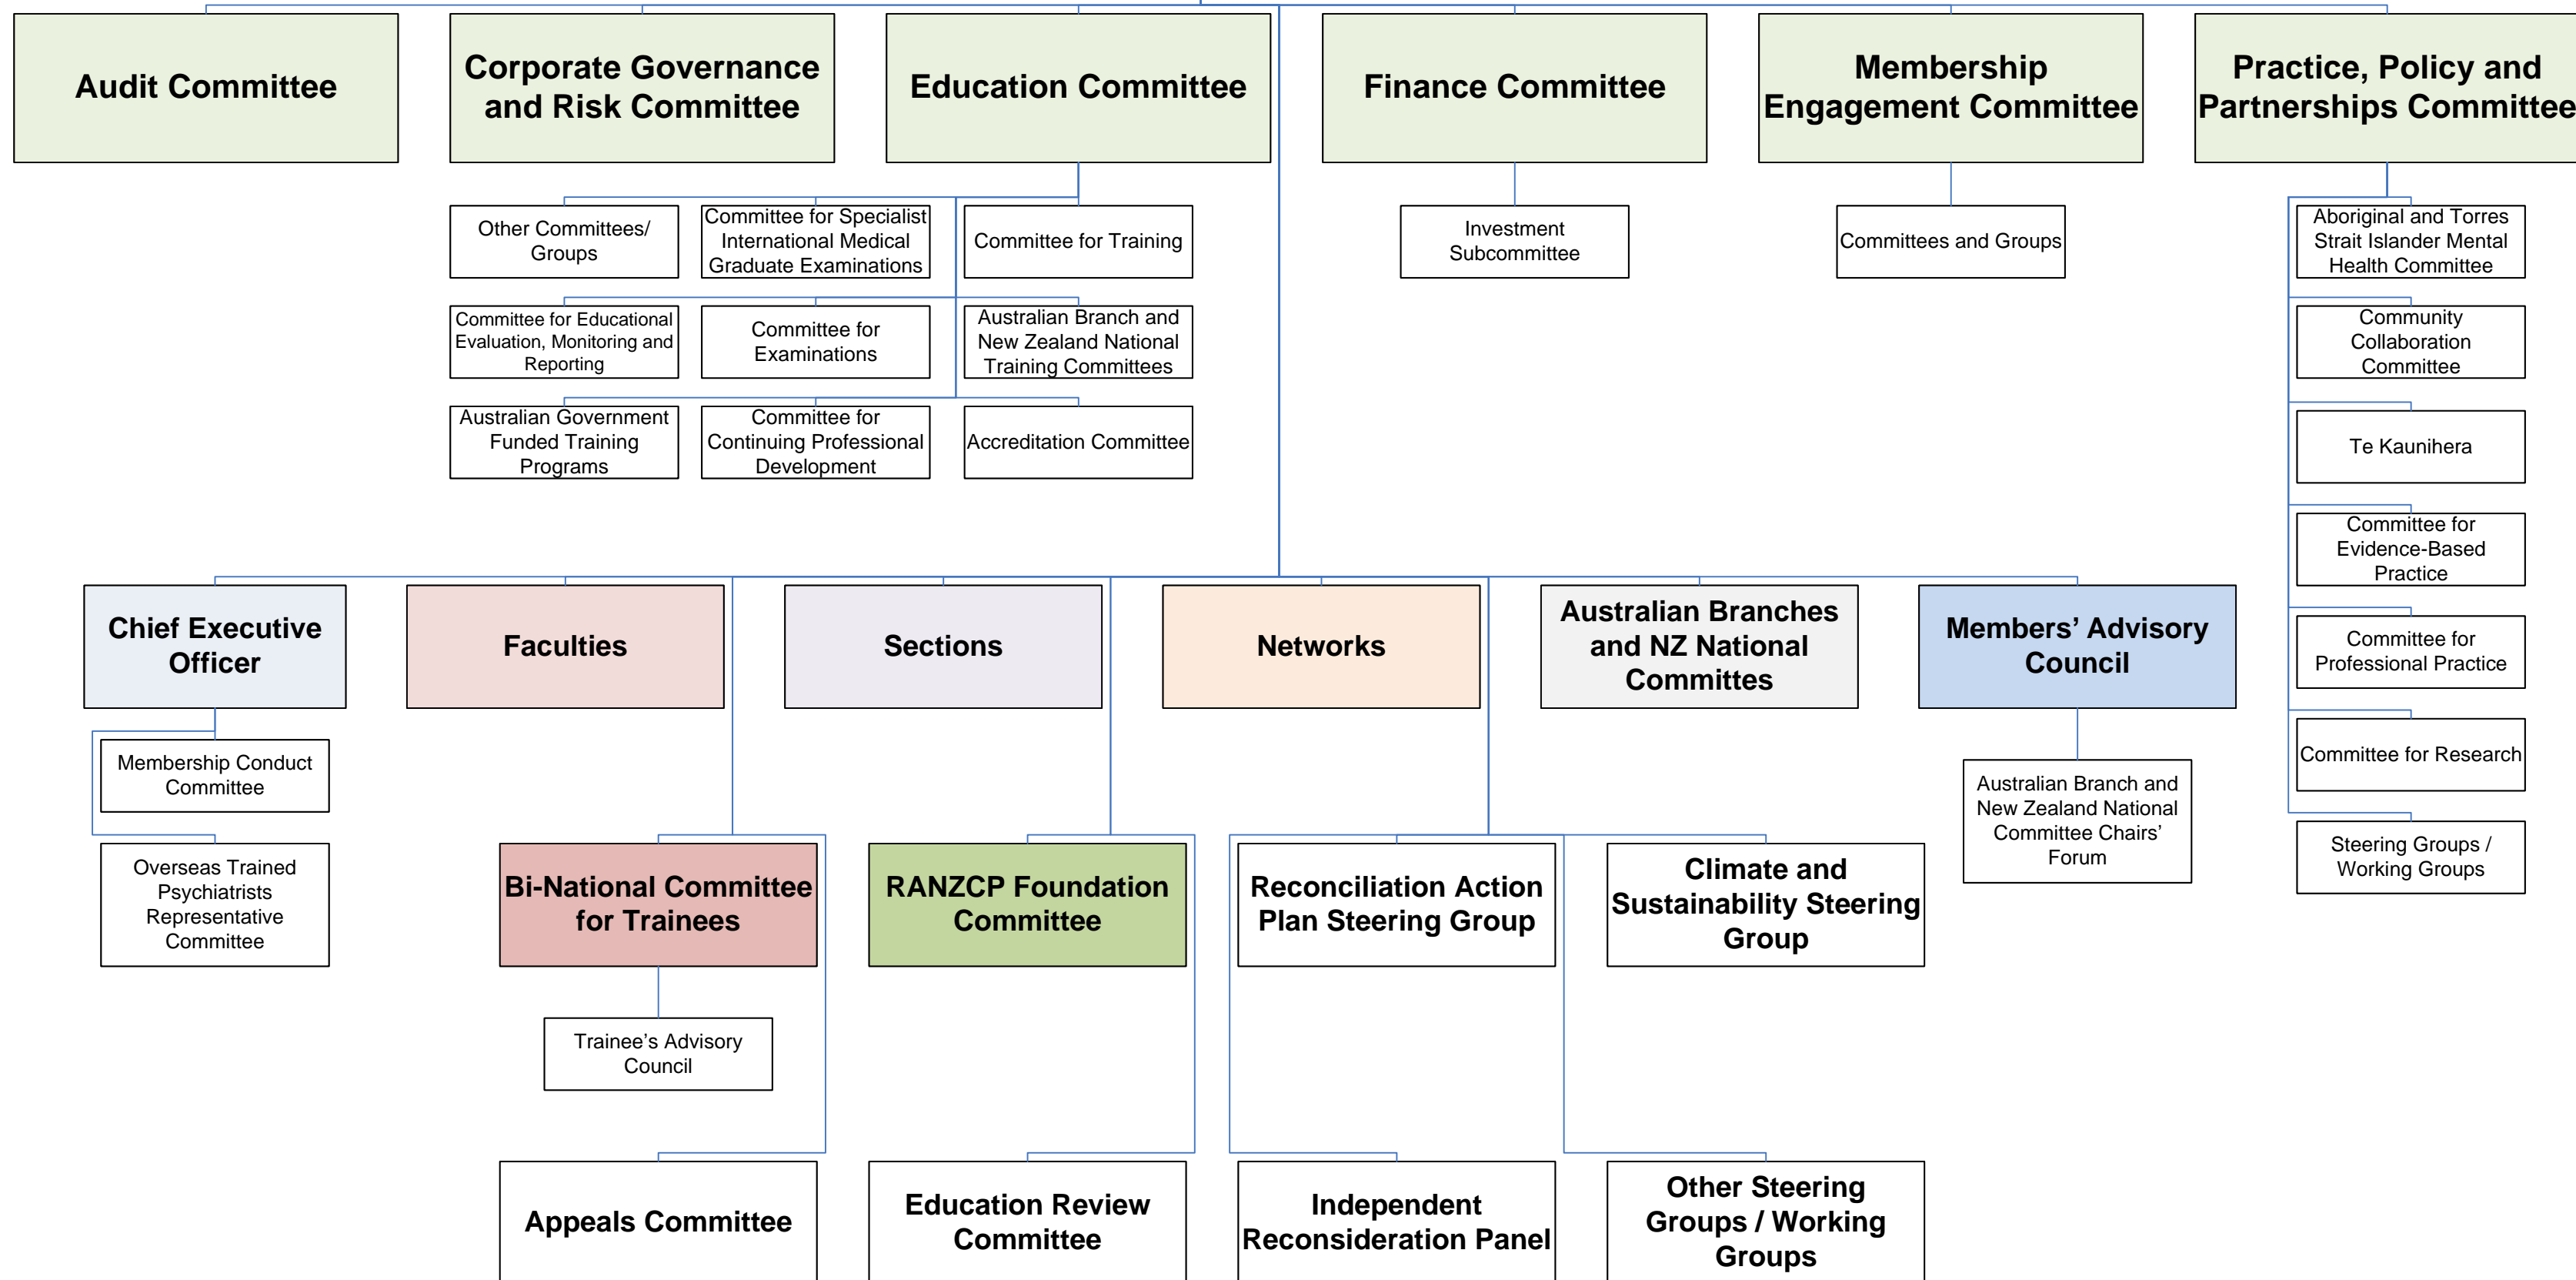 Audit Committee
Corporate Governance
and Risk Committee
Education Committee
Finance Committee
Membership
Engagement Committee
Practice, Policy and
Partnerships Committee
Other Committees/
Groups
Committee for Specialist
International Medical
Graduate Examinations
Committee for Training
Investment
Subcommittee
Committees and Groups
Aboriginal and Torres
Strait Islander Mental
Health Committee
Committee for Educational
Evaluation, Monitoring and
Reporting
Committee for
Examinations
Australian Branch and
New Zealand National
Training Committees
Community
Collaboration
Committee
Australian Government
Funded Training
Programs
Committee for
Continuing Professional
Development
Accreditation Committee
Te Kaunihera
Committee for
Evidence-Based
Practice
Chief Executive
Officer
Faculties
Sections
Networks
Australian Branches
and NZ National
Committes
Members’ Advisory
Council
Committee for
Professional Practice
Membership Conduct
Committee
Australian Branch and
New Zealand National
Committee Chairs’
Forum
Committee for Research
Overseas Trained
Psychiatrists
Representative
Committee
Bi-National Committee
for Trainees
RANZCP Foundation
Committee
Reconciliation Action
Plan Steering Group
Climate and
Sustainability Steering
Group
Steering Groups /
Working Groups
Trainee’s Advisory
Council
Appeals Committee
Education Review
Committee
Independent
Reconsideration Panel
Other Steering
Groups / Working
Groups